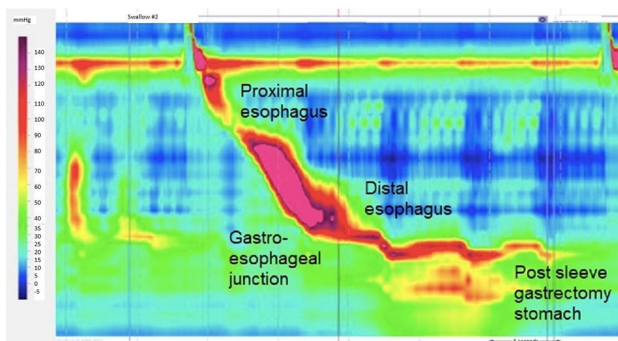 mmHg
Swallow #2
140
130
120
110
100
90
80
70
60
50
40
30
25
20
15
10
5
0
-5
Proximal
esophagus
Distal
esophagus
Gastro-
esophageal
junction
Post sleeve
gastrectomy
stomach